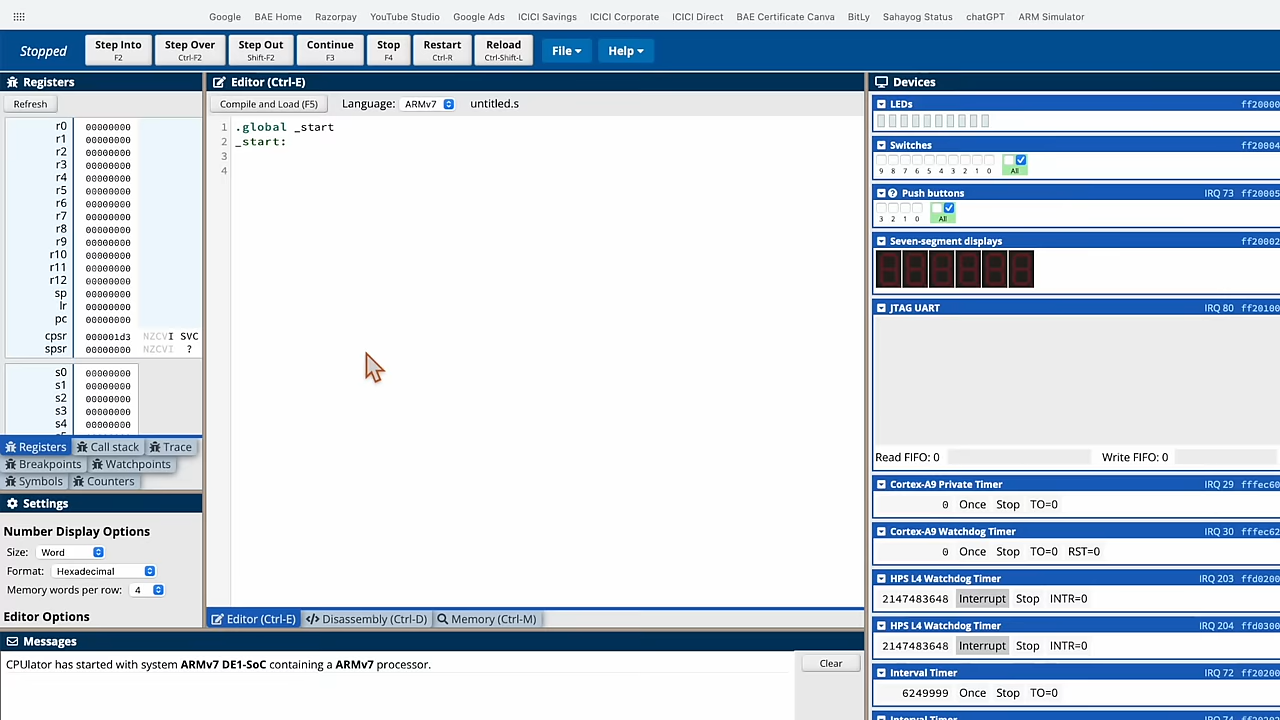 Google BAE Home Razorpay YouTube Studio Google Ads ICICI Savings ICICI Corporate ICICI Direct BAE Certificate Canva BitLy Sahayog Status chatGPT ARM Simulator
Stopped
Step Into
F2
Step Over
Ctrl-F2
Step Out
Shift-F2
Continue
F3
Stop
F4
Restart
Ctrl-R
Reload
Ctrl-Shift-L
File
Help
Registers
Refresh
r0 00000000
r1 00000000
r2 00000000
r3 00000000
r4 00000000
r5 00000000
r6 00000000
r7 00000000
r8 00000000
r9 00000000
r10 00000000
r11 00000000
r12 00000000
sp 00000000
lr 00000000
pc 00000000
cpsr 000001d3 NZCVI SVC
spsr 00000000 NZCVI ?
s0 00000000
s1 00000000
s2 00000000
s3 00000000
s4 00000000
Registers Call stack Trace
Breakpoints Watchpoints
Symbols Counters
Settings
Number Display Options
Size: Word
Format: Hexadecimal
Memory words per row: 4
Editor Options
Editor (Ctrl-E)
Compile and Load (F5) Language: ARMv7 untitled.s
1 .global _start
2 _start:
3
4
Editor (Ctrl-E) Disassembly (Ctrl-D) Memory (Ctrl-M)
Messages
CPUlator has started with system ARMv7 DE1-SoC containing a ARMv7 processor.
Clear
Devices
LEDs ff20000
Switches ff20004
9 8 7 6 5 4 3 2 1 0 All
? Push buttons IRQ 73 ff20005
3 2 1 0 All
Seven-segment displays ff20002
JTAG UART IRQ 80 ff20100
Read FIFO: 0 Write FIFO: 0
Cortex-A9 Private Timer IRQ 29 fffec60
0 Once Stop TO=0
Cortex-A9 Watchdog Timer IRQ 30 fffec62
0 Once Stop TO=0 RST=0
HPS L4 Watchdog Timer IRQ 203 ffd0200
2147483648 Interrupt Stop INTR=0
HPS L4 Watchdog Timer IRQ 204 ffd0300
2147483648 Interrupt Stop INTR=0
Interval Timer IRQ 72 ff20200
6249999 Once Stop TO=0